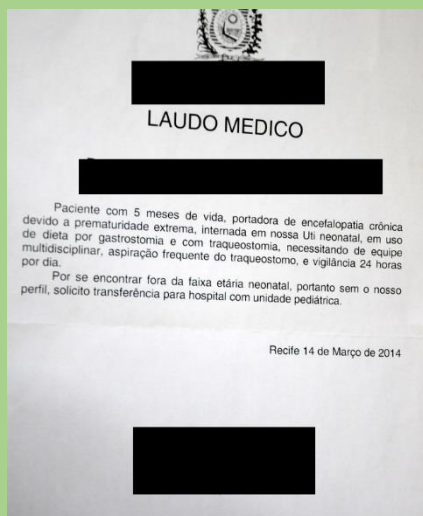 LAUDO MEDICO
Paciente com 5 meses de vida, portadora de encefalopatia crônica
devido a prematuridade extrema, internada em nossa Uti neonatal, em uso
de dieta por gastrostomia e com traqueostomia, necessitando de equipe
multidisciplinar, aspiração frequente do traqueostomo, e vigilância 24 horas
por dia.
Por se encontrar fora da faixa etária neonatal, portanto sem o nosso
perfil, solicito transferência para hospital com unidade pediátrica.
Recife 14 de Março de 2014